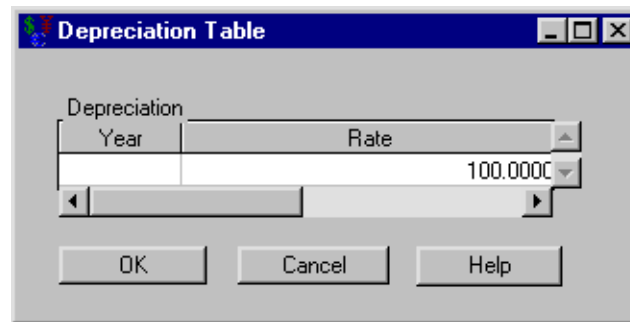 Depreciation Table
Depreciation
Year Rate
100.0000
OK Cancel Help